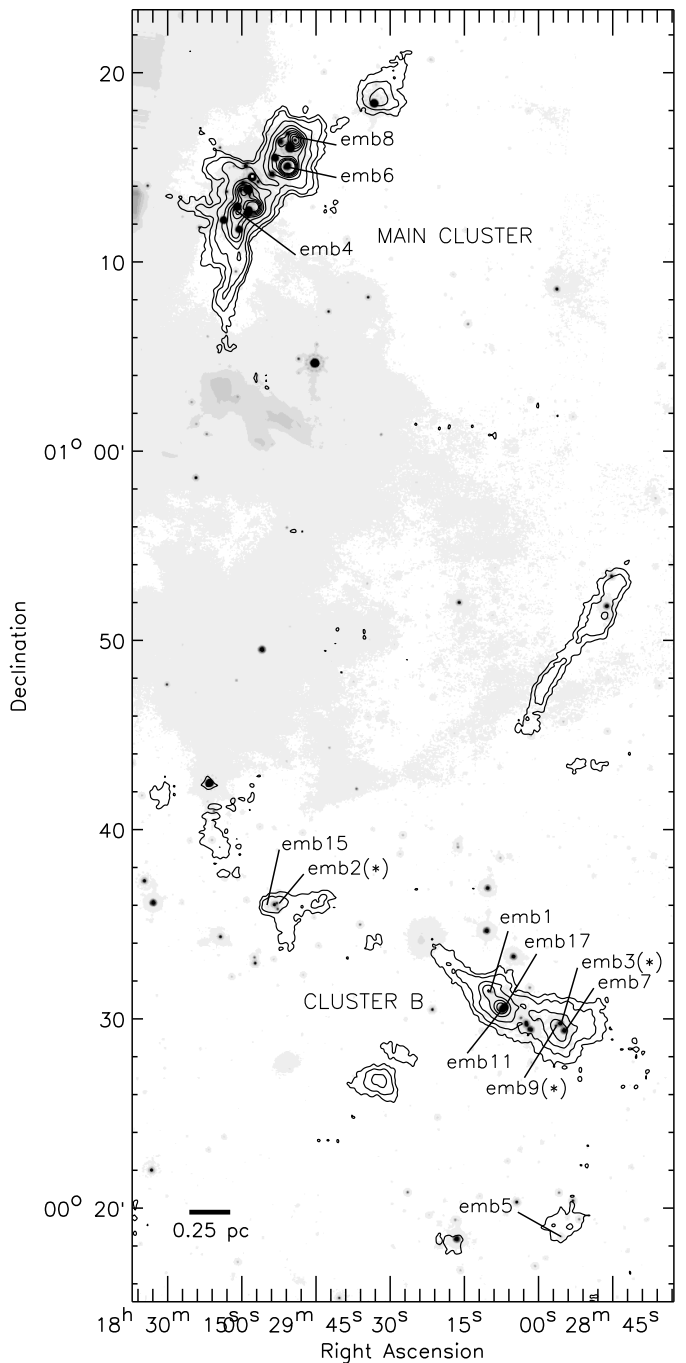 20
emb8
emb6
MAIN CLUSTER
emb4
10
01° 00'
50
40
emb15
emb2(*)
emb1
emb17
emb3(*)
emb7
CLUSTER B
30
emb11
emb9(*)
00° 20'
emb5
0.25 pc
18h 30m 15s 00s 29m 45s 30s 15s 00s 28m 45s
Right Ascension
Declination